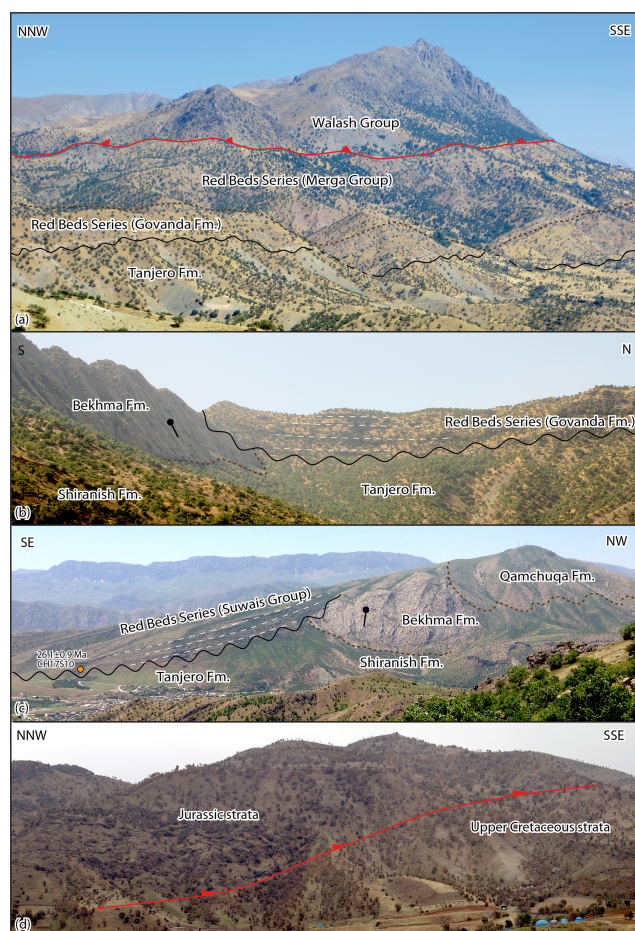 NNW
SSE
Walash Group
Red Beds Series (Merga Group)
Red Beds Series (Govanda Fm.)
Tanjero Fm.
(a)
S
N
Bekhma Fm.
Red Beds Series (Govanda Fm.)
Tanjero Fm.
Shiranish Fm.
(b)
SE
NW
Qamchuqa Fm.
Red Beds Series (Suwais Group)
Bekhma Fm.
26.1±0.9 Ma
CH17S10
Shiranish Fm.
Tanjero Fm.
(c)
NNW
SSE
Jurassic strata
Upper Cretaceous strata
(d)